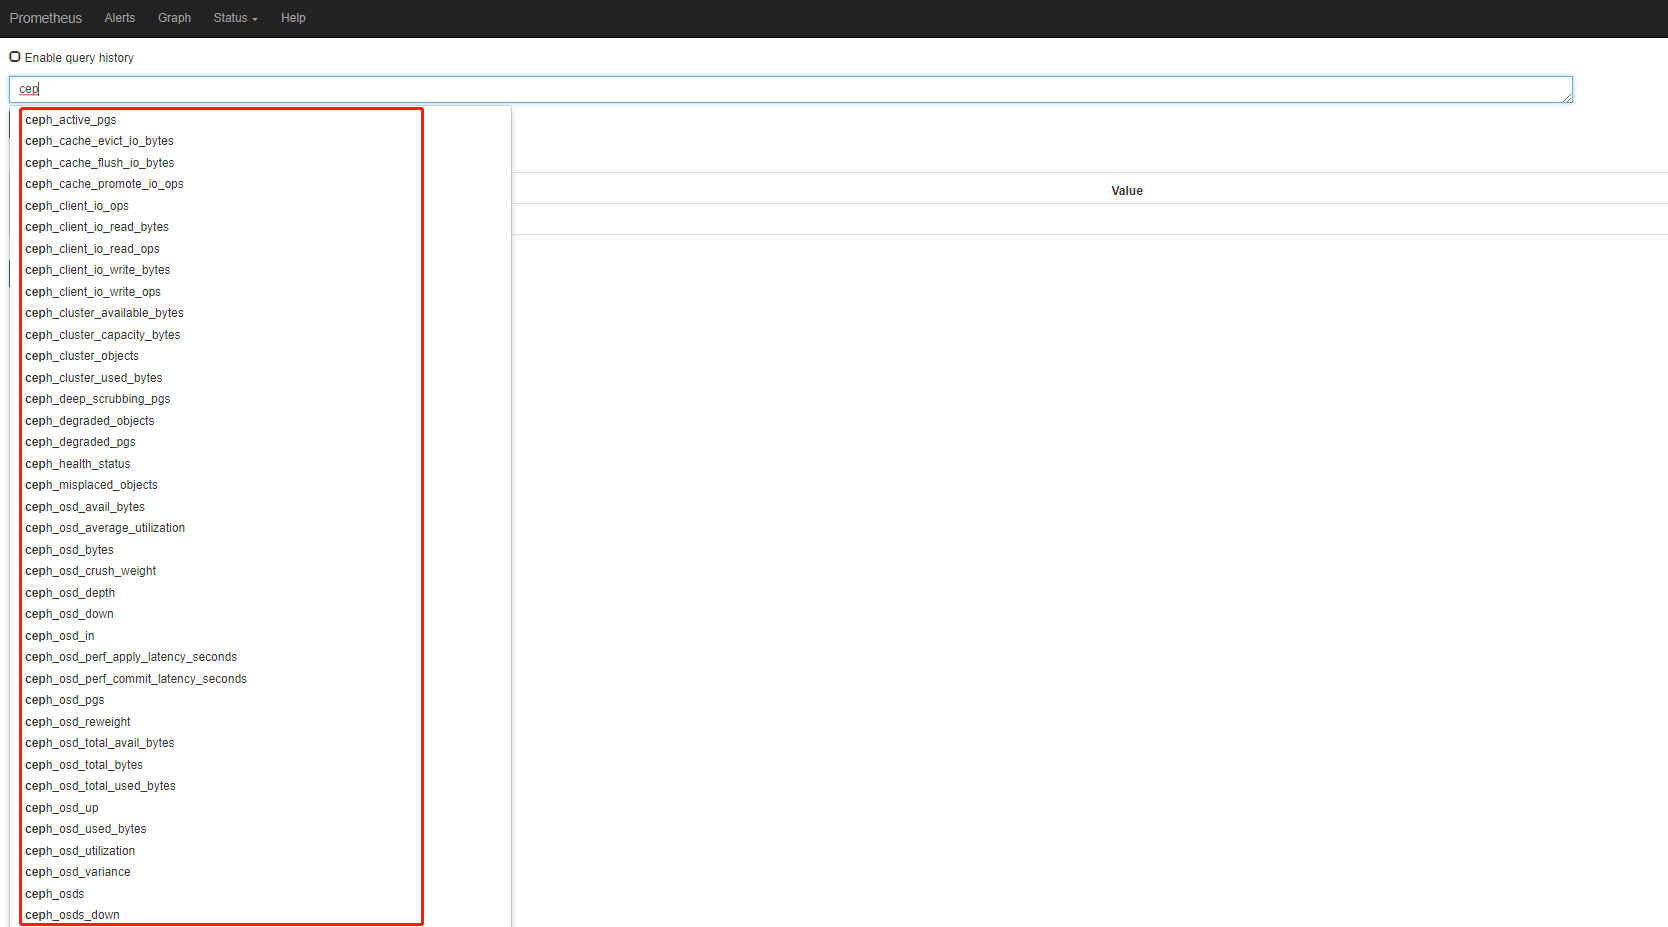 Prometheus Alerts Graph Status Help
Enable query history
cep
ceph_active_pgs
ceph_cache_evict_io_bytes
ceph_cache_flush_io_bytes
ceph_cache_promote_io_ops
Value
ceph_client_io_ops
ceph_client_io_read_bytes
ceph_client_io_read_ops
ceph_client_io_write_bytes
ceph_client_io_write_ops
ceph_cluster_available_bytes
ceph_cluster_capacity_bytes
ceph_cluster_objects
ceph_cluster_used_bytes
ceph_deep_scrubbing_pgs
ceph_degraded_objects
ceph_degraded_pgs
ceph_health_status
ceph_misplaced_objects
ceph_osd_avail_bytes
ceph_osd_average_utilization
ceph_osd_bytes
ceph_osd_crush_weight
ceph_osd_depth
ceph_osd_down
ceph_osd_in
ceph_osd_perf_apply_latency_seconds
ceph_osd_perf_commit_latency_seconds
ceph_osd_pgs
ceph_osd_reweight
ceph_osd_total_avail_bytes
ceph_osd_total_bytes
ceph_osd_total_used_bytes
ceph_osd_up
ceph_osd_used_bytes
ceph_osd_utilization
ceph_osd_variance
ceph_osds
ceph_osds_down